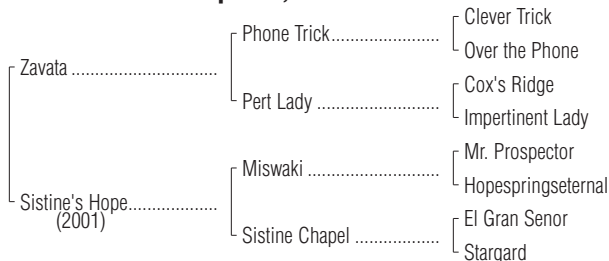 Clever Trick
Phone Trick
Over the Phone
Zavata
Cox's Ridge
Pert Lady
Impertinent Lady
Mr. Prospector
Miswaki
Hopespringseternal
Sistine's Hope
(2001)
El Gran Senor
Sistine Chapel
Stargard